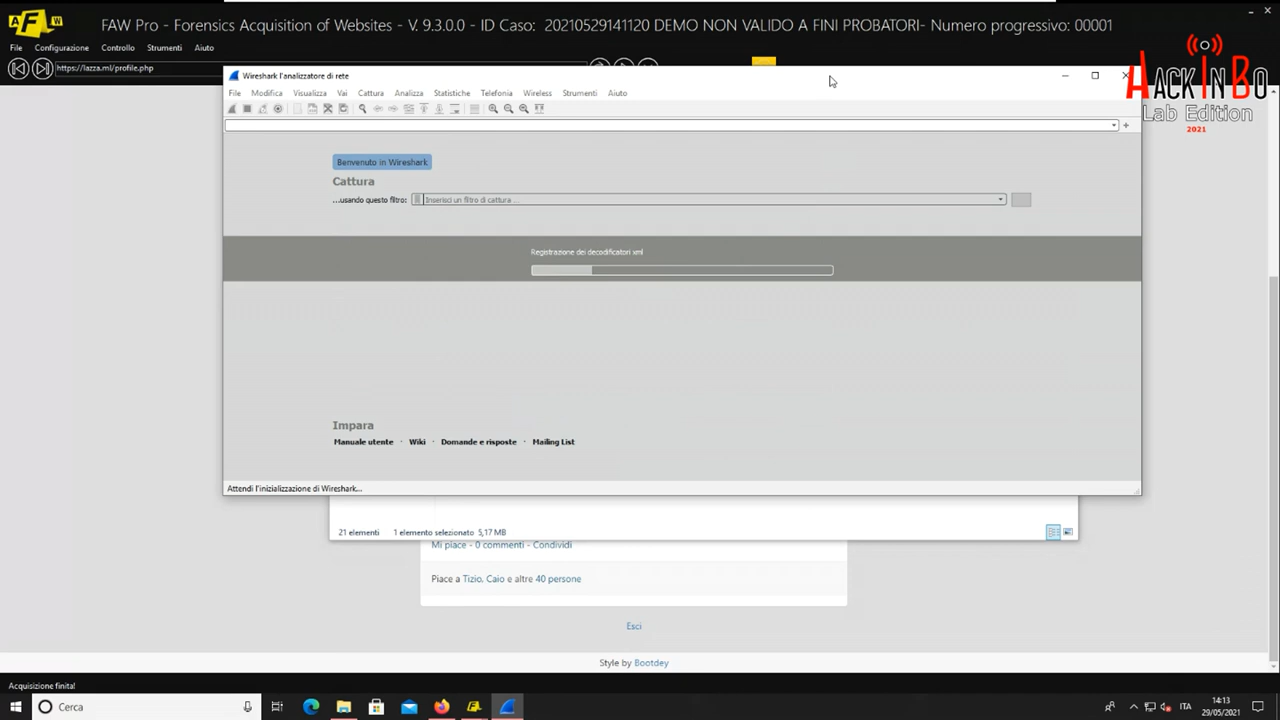 FAW Pro - Forensics Acquisition of Websites - V. 9.3.0.0 - ID Caso: 20210529141120 DEMO NON VALIDO A FINI PROBATORI- Numero progressivo: 00001
File Configurazione Controllo Strumenti Aiuto
https://lazza.ml/profile.php
HACKINBO
Lab Edition
2021
Wireshark l'analizzatore di rete
File Modifica Visualizza Vai Cattura Analizza Statistiche Telefonia Wireless Strumenti Aiuto
Benvenuto in Wireshark
Cattura
...usando questo filtro: Inserisci un filtro di cattura ...
Registrazione dei decodificatori xml
Impara
Manuale utente · Wiki · Domande e risposte · Mailing List
Attendi l'inizializzazione di Wireshark...
21 elementi 1 elemento selezionato 5,17 MB
Mi piace - 0 commenti - Condividi
Piace a Tizio, Caio e altre 40 persone
Esci
Style by Bootdey
Acquisizione finita!
Cerca
ITA
14:13
29/05/2021